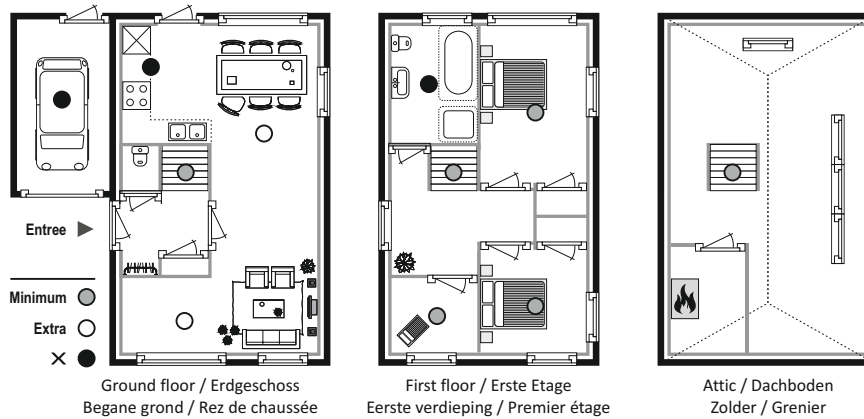 Entree
Minimum
Extra
Ground floor / Erdgeschoss
Begane grond / Rez de chaussée
First floor / Erste Etage
Eerste verdieping / Premier étage
Attic / Dachboden
Zolder / Grenier